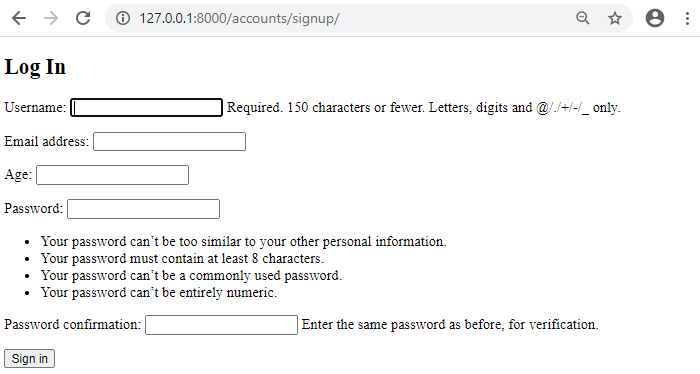 127.0.0.1:8000/accounts/signup/
Log In
Username: Required. 150 characters or fewer. Letters, digits and @/./+/-/_ only.
Email address:
Age:
Password:
• Your password can’t be too similar to your other personal information.
• Your password must contain at least 8 characters.
• Your password can’t be a commonly used password.
• Your password can’t be entirely numeric.
Password confirmation: Enter the same password as before, for verification.
Sign in